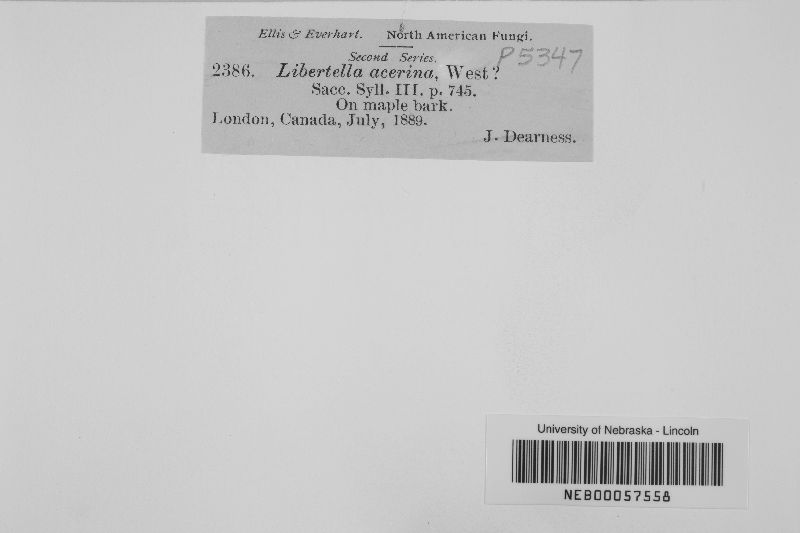 Ellis & Everhart. North American Fungi.
Second Series.
P5347
2386. Libertella acerina, West?
Sacc. Syll. III. p. 745.
On maple bark.
London, Canada, July, 1889.
J. Dearness.
University of Nebraska - Lincoln
NEB00057558